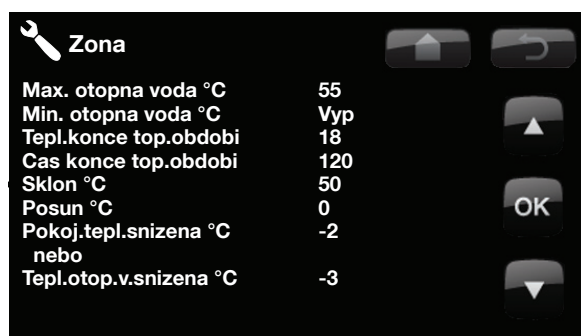 Zona
Max. otopna voda °C 55
Min. otopna voda °C Vyp
Tepl.konce top.obdobi 18
Cas konce top.obdobi 120
Sklon °C 50
Posun °C 0
OK
Pokoj.tepl.snizena °C -2
nebo
Tepl.otop.v.snizena °C -3